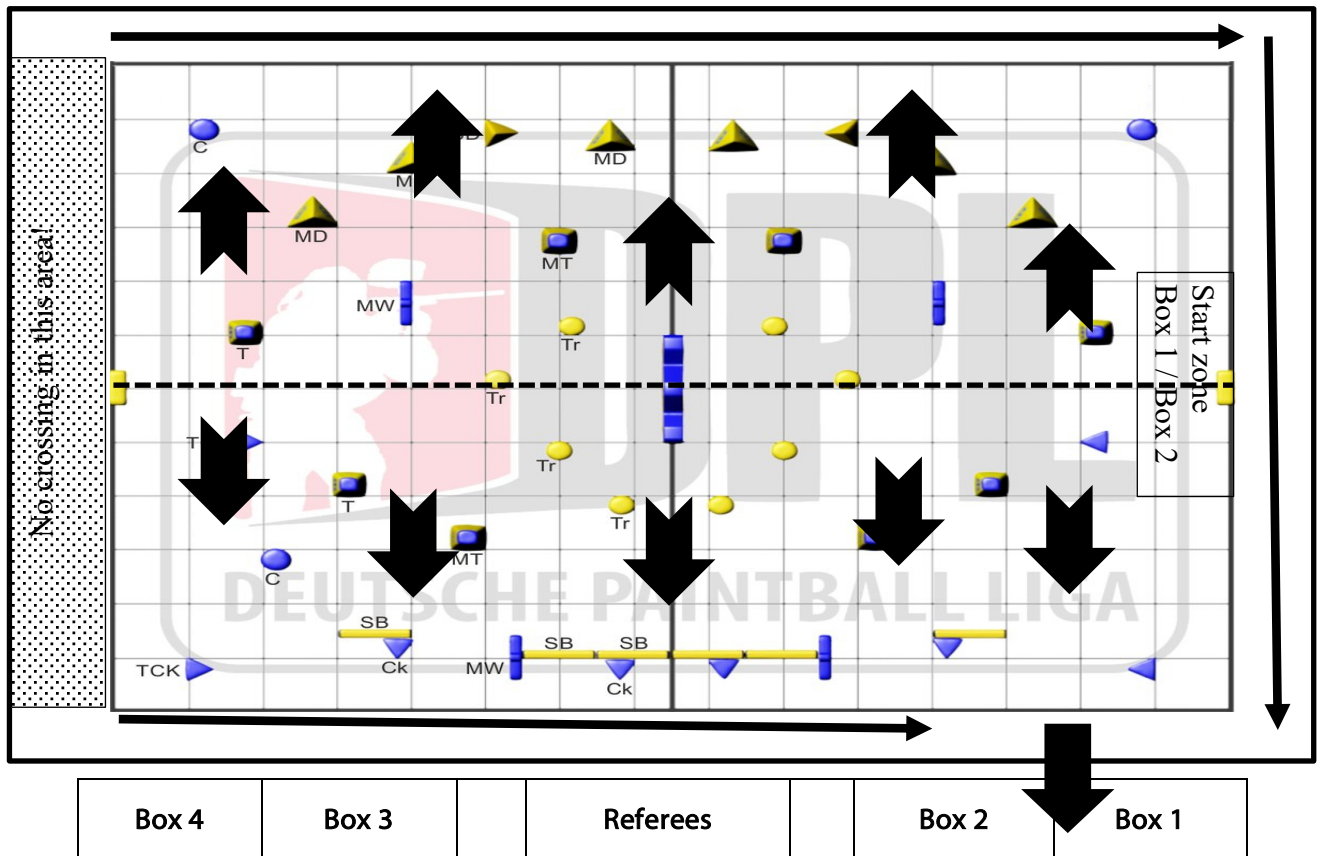 C
MD
M
MD
MT
MW
T
Tr
Tr
T
Tr
T
Tr
MT
C
SB
Ck
TCK
MW
SB
SB
Ck
DPL
DEUTSCHE PAINTBALL LIGA
No crossing in this area!
Start zone
Box 1 / Box 2
Box 4
Box 3
Referees
Box 2
Box 1